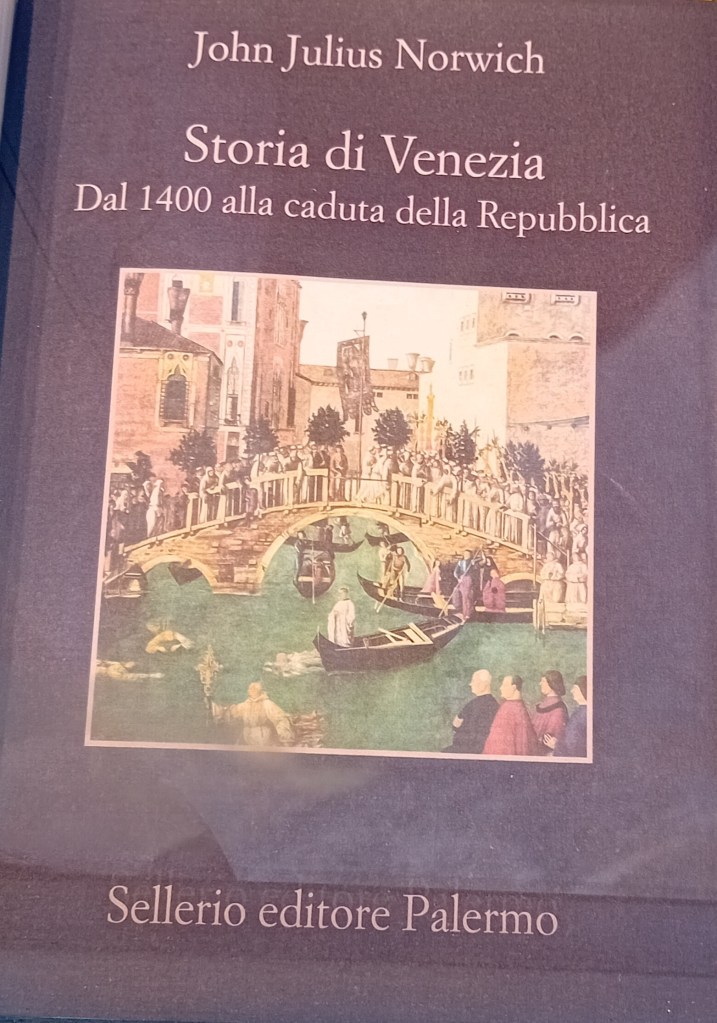 John Julius Norwich
Storia di Venezia
Dal 1400 alla caduta della Repubblica
Sellerio editore Palermo